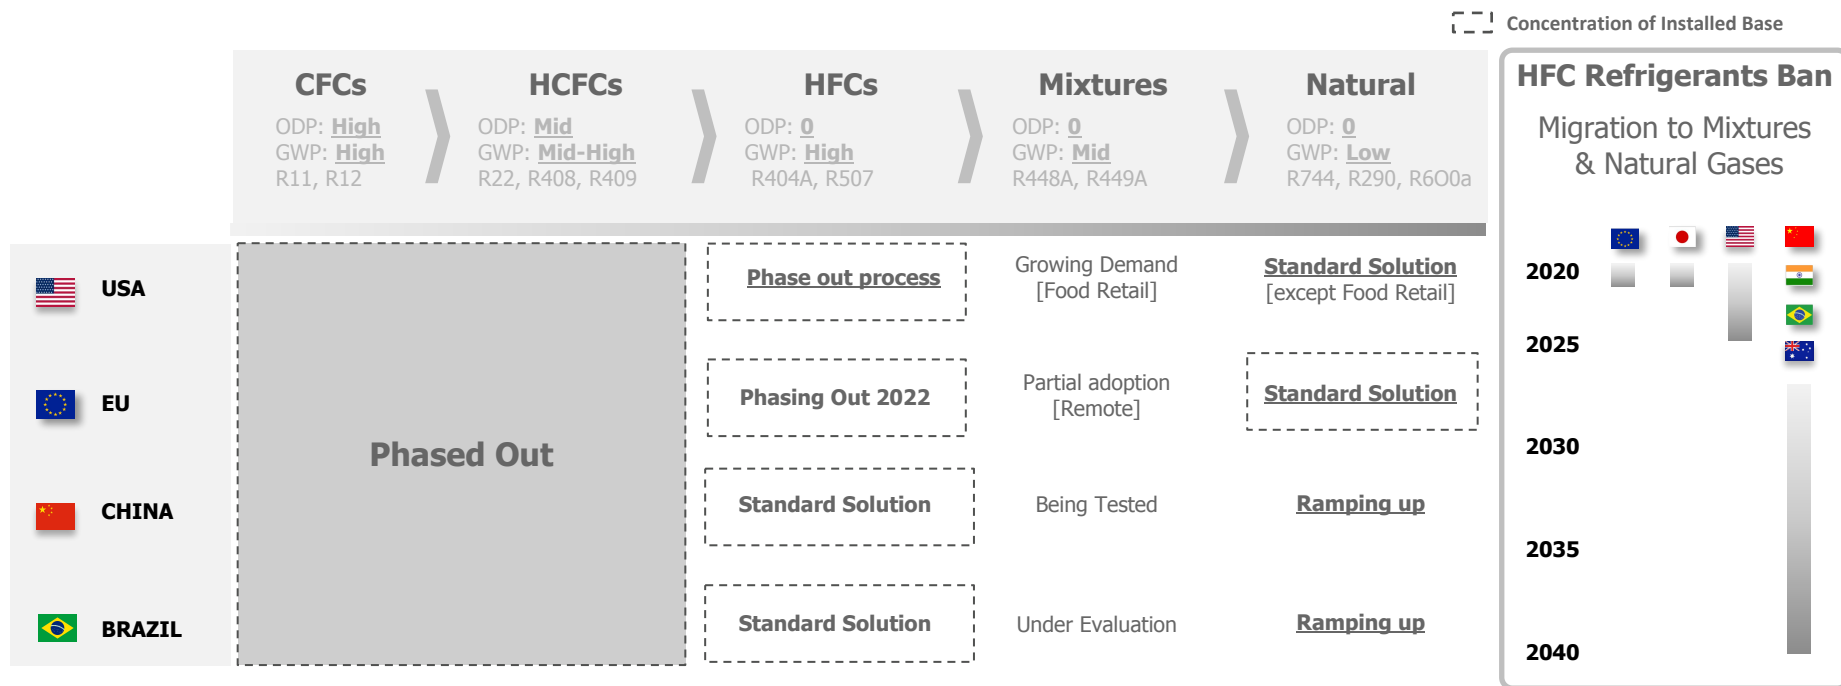 Concentration of Installed Base
CFCs
ODP: High
GWP: High
R11, R12
HCFCs
ODP: Mid
GWP: Mid-High
R22, R408, R409
HFCs
ODP: 0
GWP: High
R404A, R507
Mixtures
ODP: 0
GWP: Mid
R448A, R449A
Natural
ODP: 0
GWP: Low
R744, R290, R6O0a
USA
Phase out process
Growing Demand
[Food Retail]
Standard Solution
[except Food Retail]
EU
Phasing Out 2022
Partial adoption
[Remote]
Standard Solution
Phased Out
CHINA
Standard Solution
Being Tested
Ramping up
BRAZIL
Standard Solution
Under Evaluation
Ramping up
HFC Refrigerants Ban
Migration to Mixtures
& Natural Gases
2020
2025
2030
2035
2040